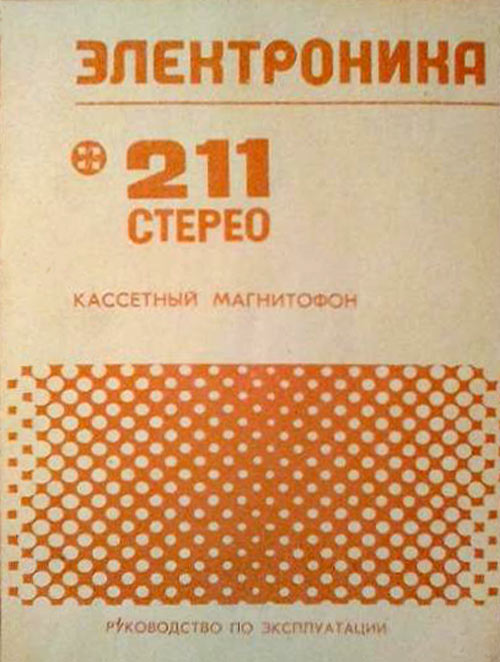 ЭЛЕКТРОНИКА
211
СТЕРЕО
КАССЕТНЫЙ МАГНИТОФОН
РУКОВОДСТВО ПО ЭКСПЛУАТАЦИИ